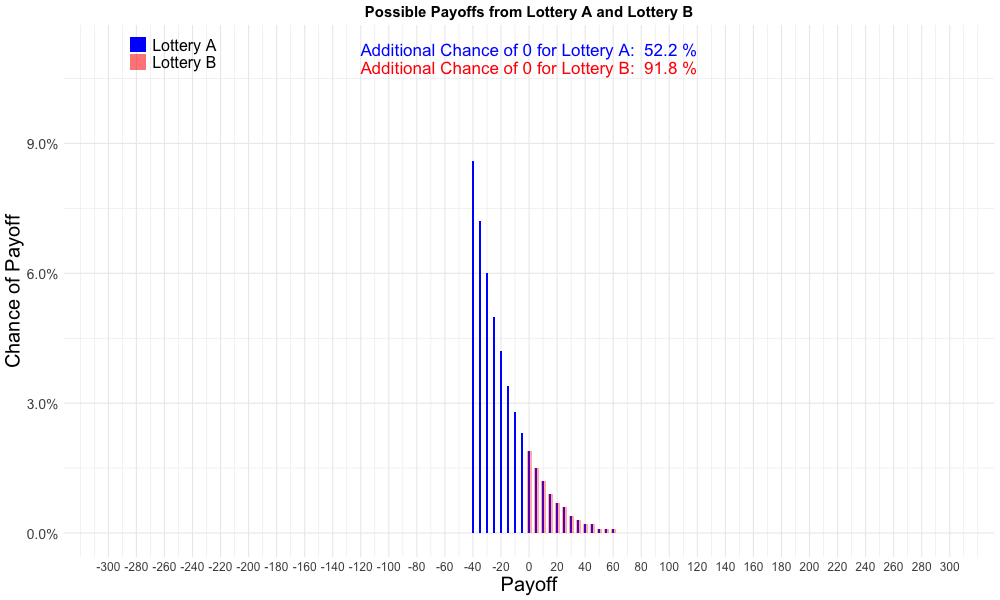 Possible Payoffs from Lottery A and Lottery B
Lottery A
Lottery B
Additional Chance of 0 for Lottery A: 52.2 %
Additional Chance of 0 for Lottery B: 91.8 %
Chance of Payoff
9.0%
6.0%
3.0%
0.0%
-300 -280 -260 -240 -220 -200 -180 -160 -140 -120 -100 -80 -60 -40 -20 0 20 40 60 80 100 120 140 160 180 200 220 240 260 280 300
Payoff